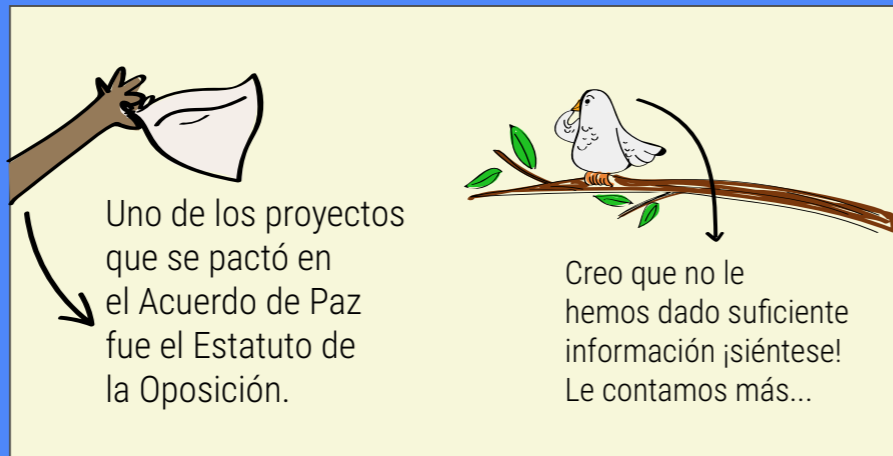 Uno de los proyectos
que se pactó en
el Acuerdo de Paz
fue el Estatuto de
la Oposición.
Creo que no le
hemos dado suficiente
información ¡siéntese!
Le contamos más...